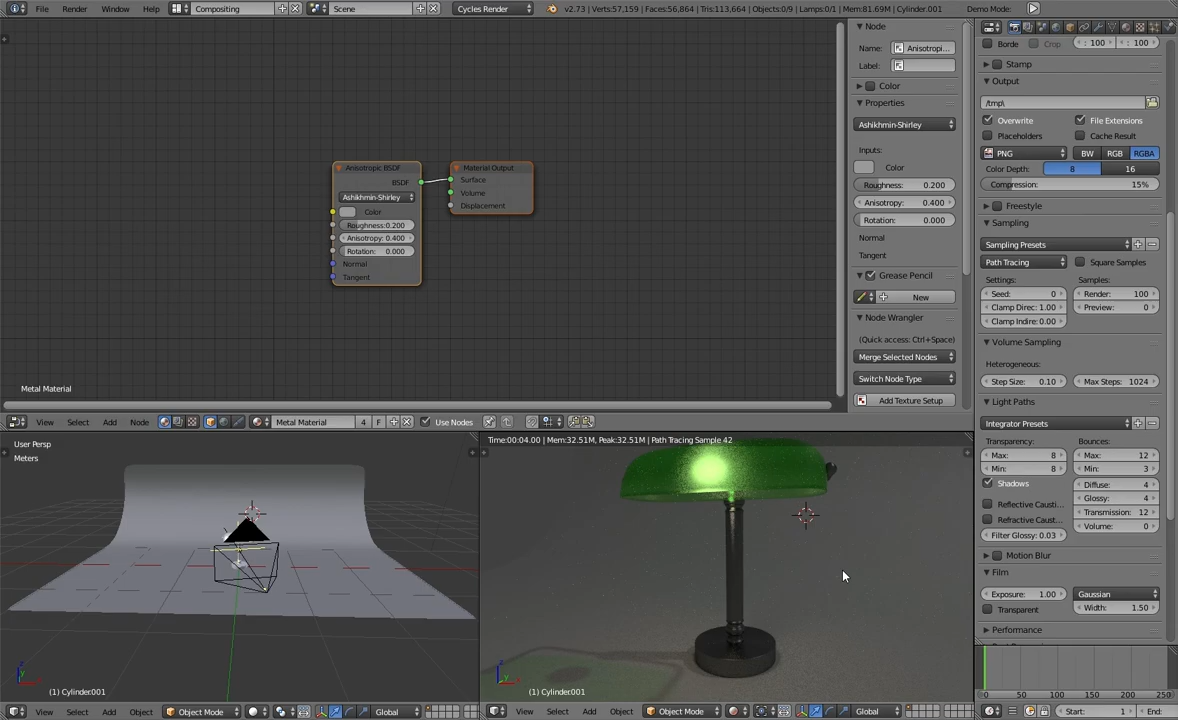 File Render Window Help Compositing Scene Cycles Render v2.73 | Verts:57,159 | Faces:56,864 | Tris:113,664 | Objects:0/9 | Lamps:0/1 | Mem:81.69M | Cylinder.001 Demo Mode:
Node
Name: Anisotropi...
Label:
Color
Properties
Ashikhmin-Shirley
Inputs:
Color
Roughness: 0.200
Anisotropy: 0.400
Rotation: 0.000
Normal
Tangent
Grease Pencil
New
Node Wrangler
(Quick access: Ctrl+Space)
Merge Selected Nodes
Switch Node Type
Add Texture Setup
Anisotropic BSDF
BSDF
Ashikhmin-Shirley
Color
Roughness:0.200
Anisotropy: 0.400
Rotation: 0.000
Normal
Tangent
Material Output
Surface
Volume
Displacement
Metal Material
View Select Add Node Metal Material 4 F Use Nodes
User Persp
Meters
(1) Cylinder.001
View Select Add Object Object Mode Global
Time:00:04.00 | Mem:32.51M, Peak:32.51M | Path Tracing Sample 42
(1) Cylinder.001
View Select Add Object Object Mode Global
Borde Crop : 100 : 100
Stamp
Output
/tmp\
Overwrite File Extensions
Placeholders Cache Result
PNG BW RGB RGBA
Color Depth: 8 16
Compression: 15%
Freestyle
Sampling
Sampling Presets
Path Tracing Square Samples
Settings: Samples:
Seed: 0 Render: 100
Clamp Direc: 1.00 Preview: 0
Clamp Indire: 0.00
Volume Sampling
Heterogeneous:
Step Size: 0.10 Max Steps: 1024
Light Paths
Integrator Presets
Transparency: Bounces:
Max: 8 Max: 12
Min: 8 Min: 3
Shadows Diffuse: 4
Glossy: 4
Reflective Causti... Transmission: 12
Refractive Caust... Volume: 0
Filter Glossy: 0.03
Motion Blur
Film
Exposure: 1.00 Gaussian
Transparent Width: 1.50
Performance
0 50 100 150 200 250
Start: 1 End: